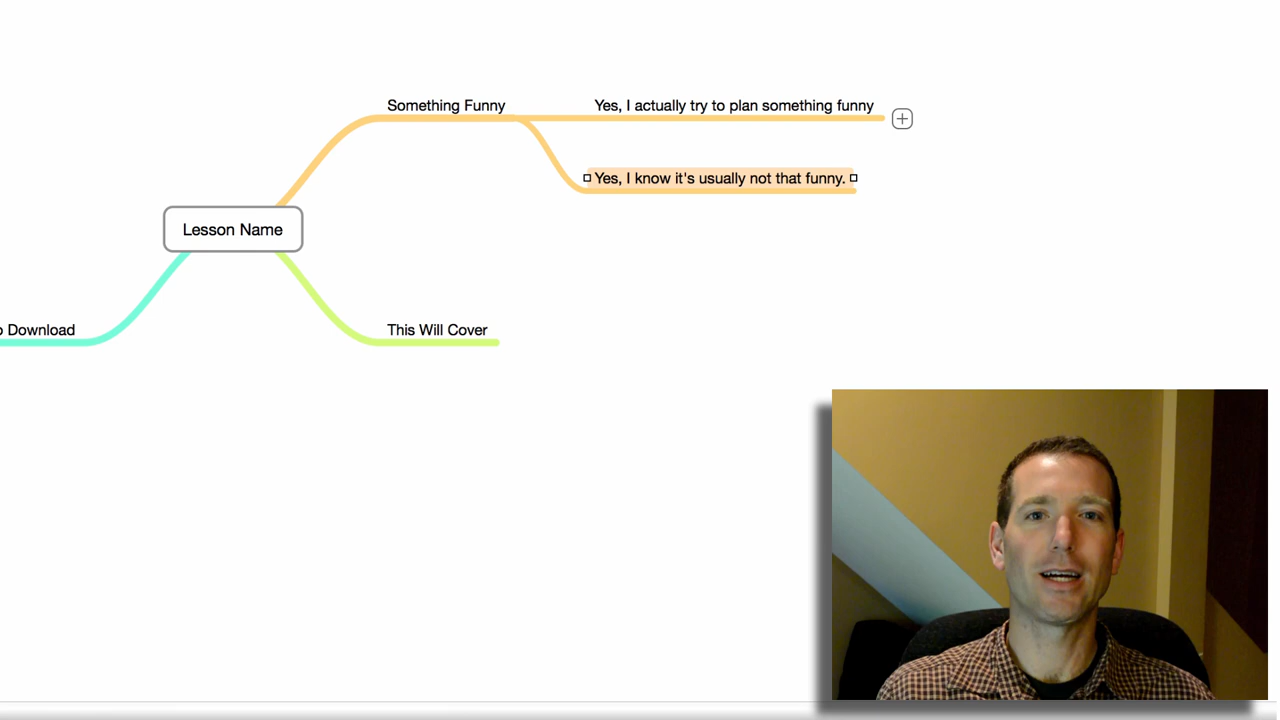 Something Funny
Yes, I actually try to plan something funny
Yes, I know it's usually not that funny.
Lesson Name
Download
This Will Cover